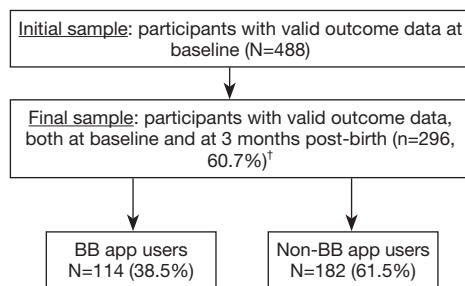 Initial sample: participants with valid outcome data at
baseline (N=488)
Final sample: participants with valid outcome data,
both at baseline and at 3 months post-birth (n=296,
60.7%)†
BB app users
N=114 (38.5%)
Non-BB app users
N=182 (61.5%)